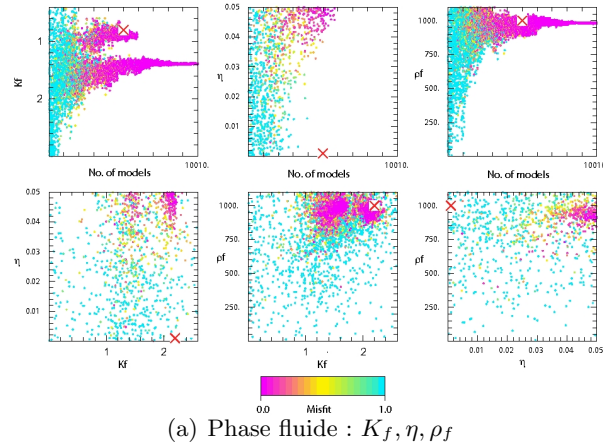 Kf
1
2
10010.
No. of models
0.05
0.04
0.03
0.02
0.01
10010.
No. of models
1000.
750.
ρf
500.
250.
1001
No. of models
0.05
0.04
0.03
0.02
0.01
1 2
Kf
1000.
750.
ρf
500.
250.
1 2
Kf
1000.
750.
ρf
500.
250.
0.01 0.02 0.03 0.04 0.05
η
0.0 Misfit 1.0
(a) Phase fluide : K_f, η, ρ_f